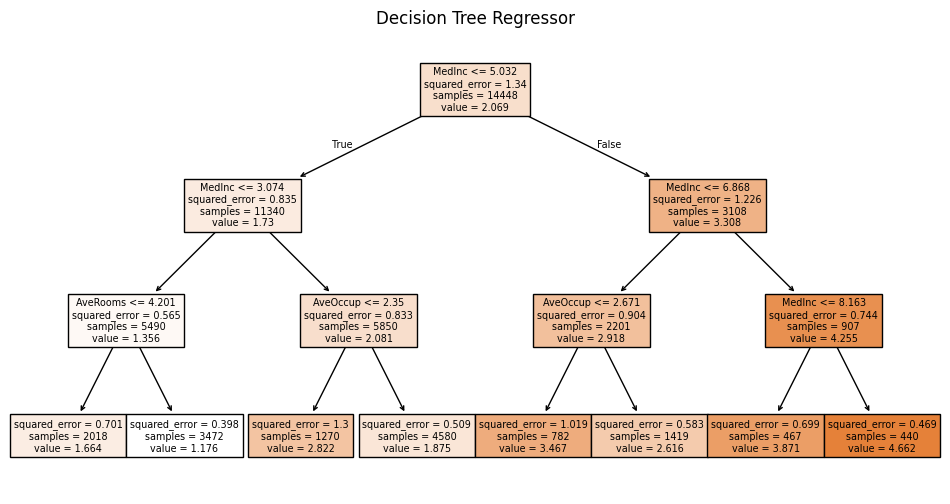 Decision Tree Regressor
MedInc <= 5.032
squared_error = 1.34
samples = 14448
value = 2.069
True
False
MedInc <= 3.074
squared_error = 0.835
samples = 11340
value = 1.73
MedInc <= 6.868
squared_error = 1.226
samples = 3108
value = 3.308
AveRooms <= 4.201
squared_error = 0.565
samples = 5490
value = 1.356
AveOccup <= 2.35
squared_error = 0.833
samples = 5850
value = 2.081
AveOccup <= 2.671
squared_error = 0.904
samples = 2201
value = 2.918
MedInc <= 8.163
squared_error = 0.744
samples = 907
value = 4.255
squared_error = 0.701
samples = 2018
value = 1.664
squared_error = 0.398
samples = 3472
value = 1.176
squared_error = 1.3
samples = 1270
value = 2.822
squared_error = 0.509
samples = 4580
value = 1.875
squared_error = 1.019
samples = 782
value = 3.467
squared_error = 0.583
samples = 1419
value = 2.616
squared_error = 0.699
samples = 467
value = 3.871
squared_error = 0.469
samples = 440
value = 4.662